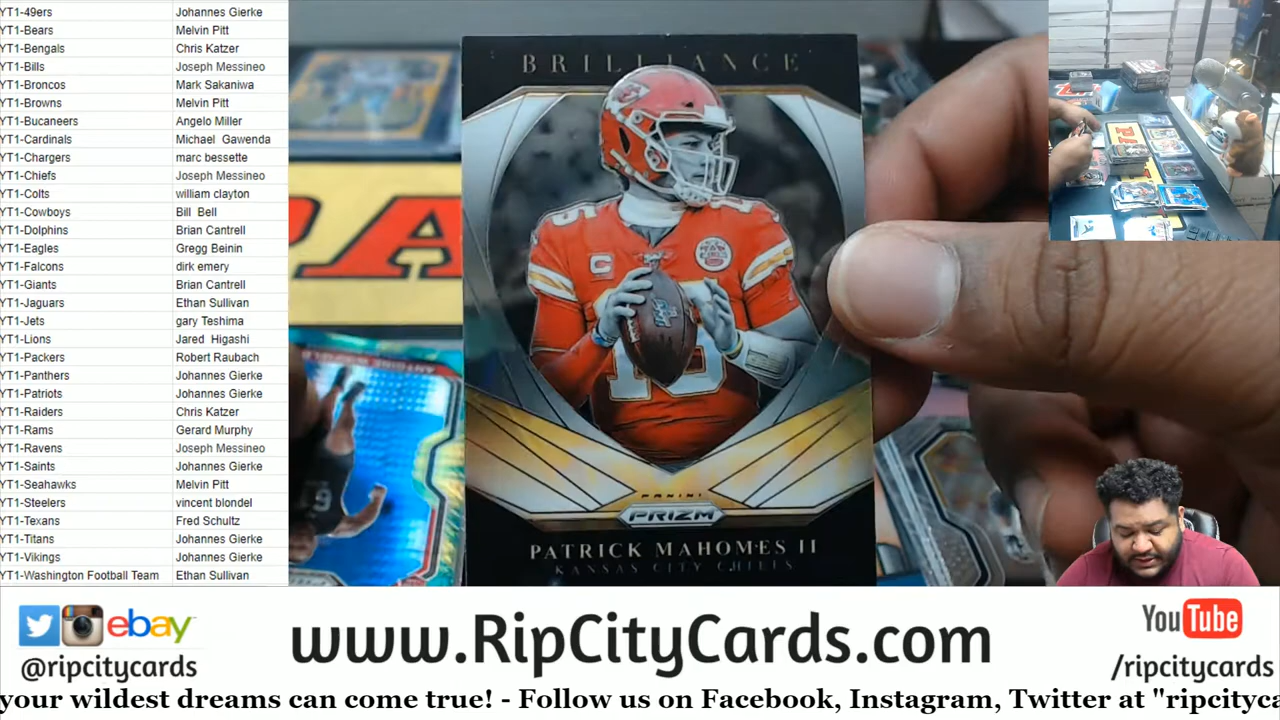 YT1-49ers Johannes Gierke
YT1-Bears Melvin Pitt
YT1-Bengals Chris Katzer
YT1-Bills Joseph Messineo
YT1-Broncos Mark Sakaniwa
YT1-Browns Melvin Pitt
YT1-Bucaneers Angelo Miller
YT1-Cardinals Michael Gawenda
YT1-Chargers marc bessette
YT1-Chiefs Joseph Messineo
YT1-Colts william clayton
YT1-Cowboys Bill Bell
YT1-Dolphins Brian Cantrell
YT1-Eagles Gregg Beinin
YT1-Falcons dirk emery
YT1-Giants Brian Cantrell
YT1-Jaguars Ethan Sullivan
YT1-Jets gary Teshima
YT1-Lions Jared Higashi
YT1-Packers Robert Raubach
YT1-Panthers Johannes Gierke
YT1-Patriots Johannes Gierke
YT1-Raiders Chris Katzer
YT1-Rams Gerard Murphy
YT1-Ravens Joseph Messineo
YT1-Saints Johannes Gierke
YT1-Seahawks Melvin Pitt
YT1-Steelers vincent blondel
YT1-Texans Fred Schultz
YT1-Titans Johannes Gierke
YT1-Vikings Johannes Gierke
YT1-Washington Football Team Ethan Sullivan
BRILLIANCE
C
15
PANINI
PRIZM
PATRICK MAHOMES II
KANSAS CITY CHIEFS
ebay
@ripcitycards
www.RipCityCards.com
YouTube
/ripcitycards
your wildest dreams can come true! - Follow us on Facebook, Instagram, Twitter at "ripcityca